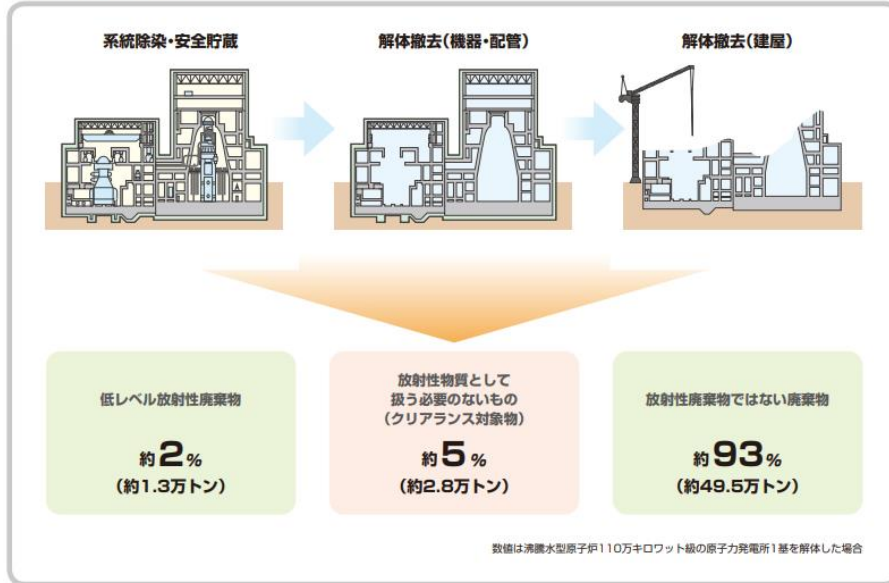 系統除染・安全貯蔵
解体撤去(機器・配管)
解体撤去(建屋)
低レベル放射性廃棄物
約2%
(約1.3万トン)
放射性物質として
扱う必要のないもの
(クリアランス対象物)
約5%
(約2.8万トン)
放射性廃棄物ではない廃棄物
約93%
(約49.5万トン)
数値は沸騰水型原子炉110万キロワット級の原子力発電所1基を解体した場合